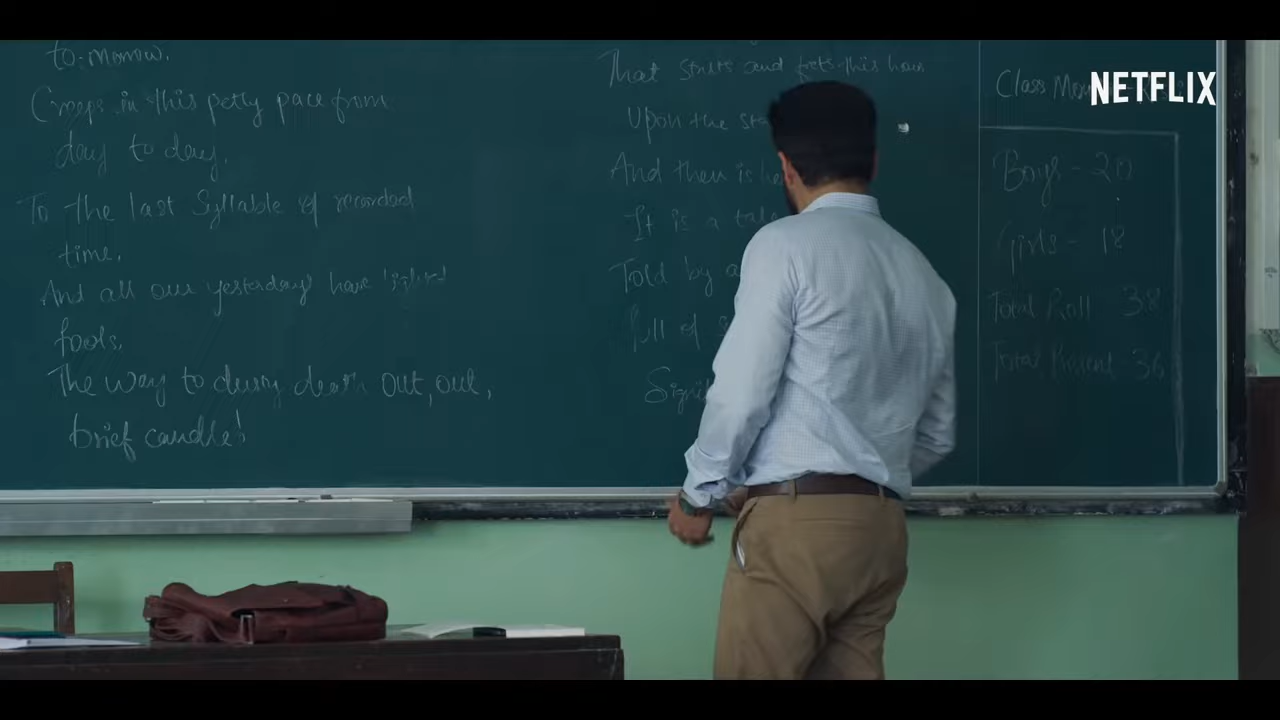 to-morrow.
Creeps in this petty pace from
day to day.
To the last Syllable of recorded
time.
And all our yesterdays have lighted
fools.
The way to dusty death out, out,
brief candle!
That struts and frets this hour
Upon the
And then is
It is a
Told by
full of
Class
Boys - 20
Girls - 18
Total Roll - 38
Total Present - 36
NETFLIX